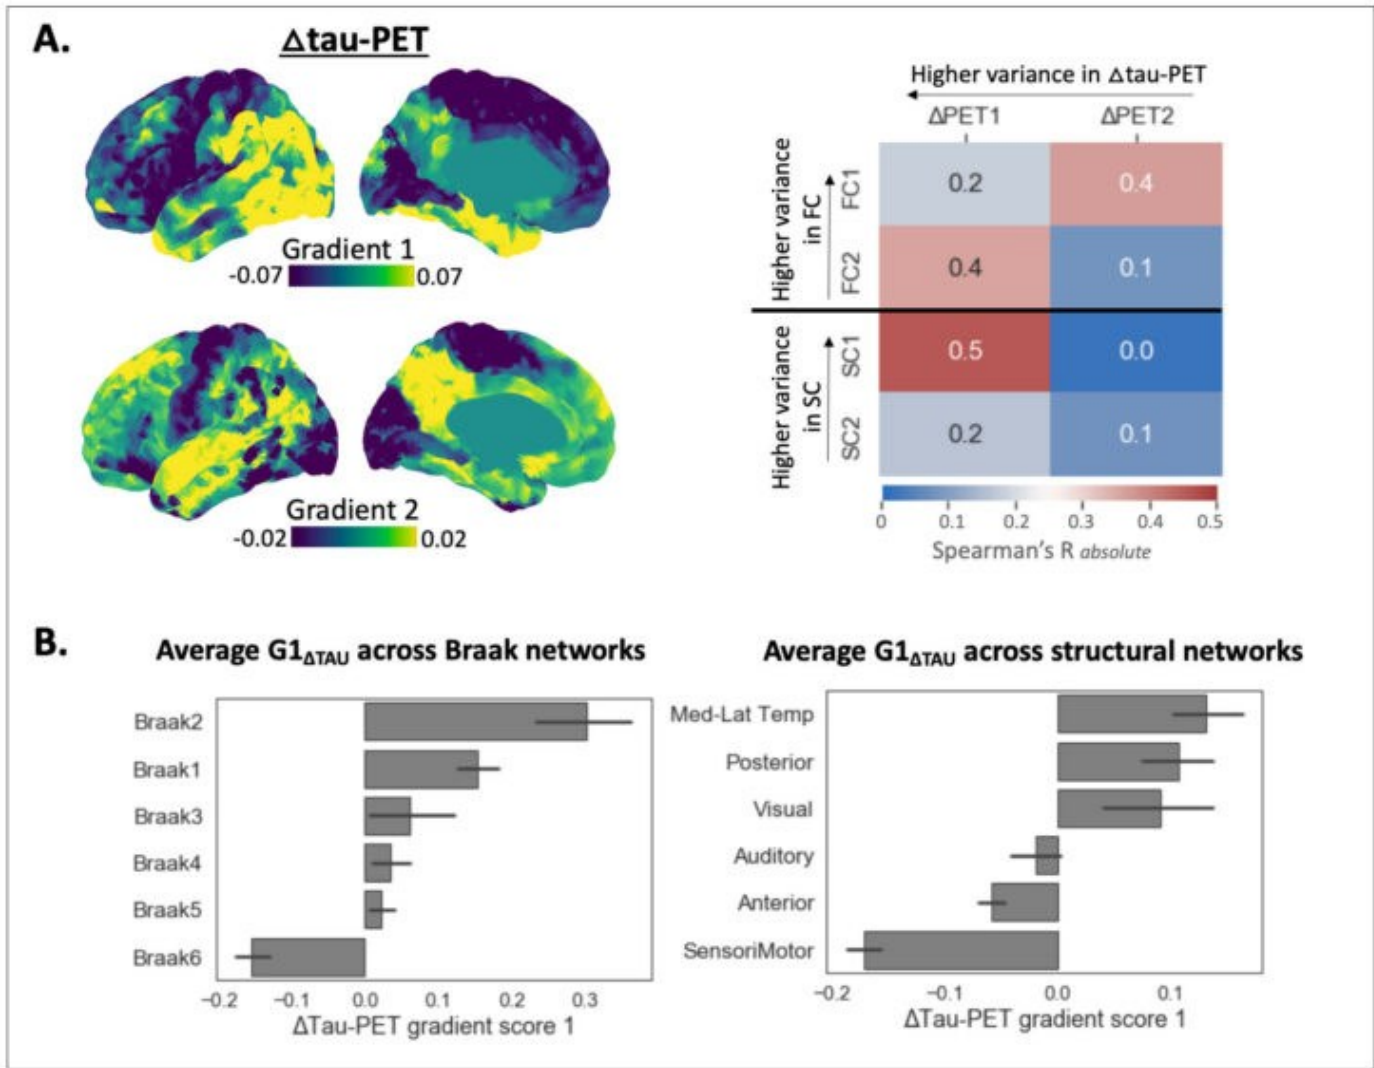 A.
Δtau-PET
Gradient 1
-0.07 0.07
Gradient 2
-0.02 0.02
Higher variance in Δtau-PET
ΔPET1 ΔPET2
Higher variance
in FC
FC1
0.2 0.4
FC2
0.4 0.1
Higher variance
in SC
SC1
0.5 0.0
SC2
0.2 0.1
0 0.1 0.2 0.3 0.4 0.5
Spearman's R absolute
B.
Average G1ΔTAU across Braak networks
Braak2
Braak1
Braak3
Braak4
Braak5
Braak6
−0.2 −0.1 0.0 0.1 0.2 0.3
ΔTau-PET gradient score 1
Average G1ΔTAU across structural networks
Med-Lat Temp
Posterior
Visual
Auditory
Anterior
SensoriMotor
−0.2 −0.1 0.0 0.1
ΔTau-PET gradient score 1